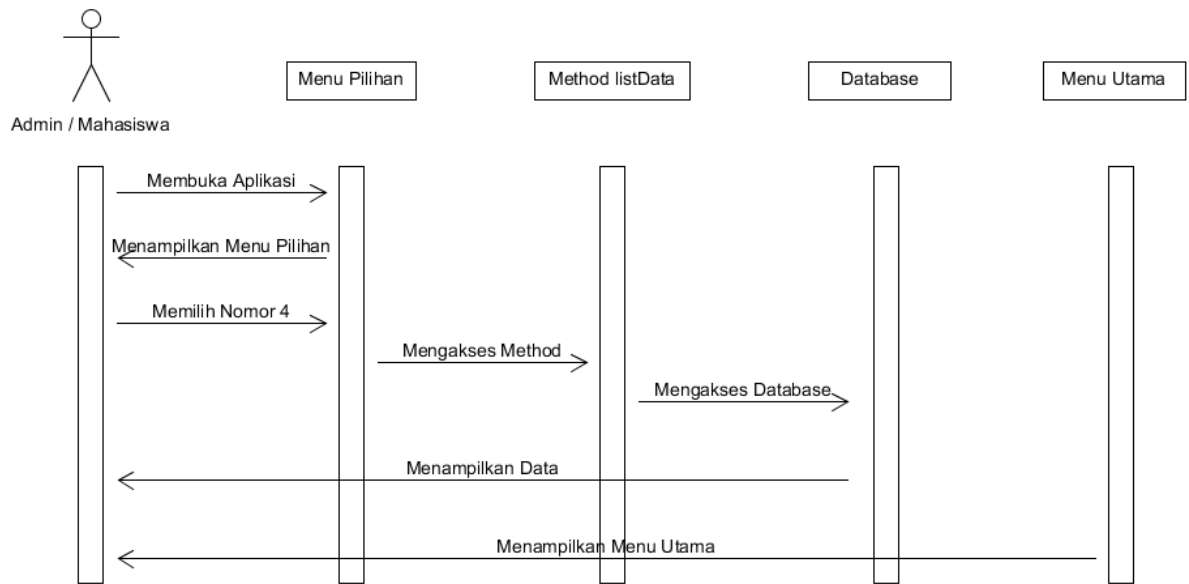 Menu Pilihan
Method listData
Database
Menu Utama
Admin / Mahasiswa
Membuka Aplikasi
Menampilkan Menu Pilihan
Memilih Nomor 4
Mengakses Method
Mengakses Database
Menampilkan Data
Menampilkan Menu Utama